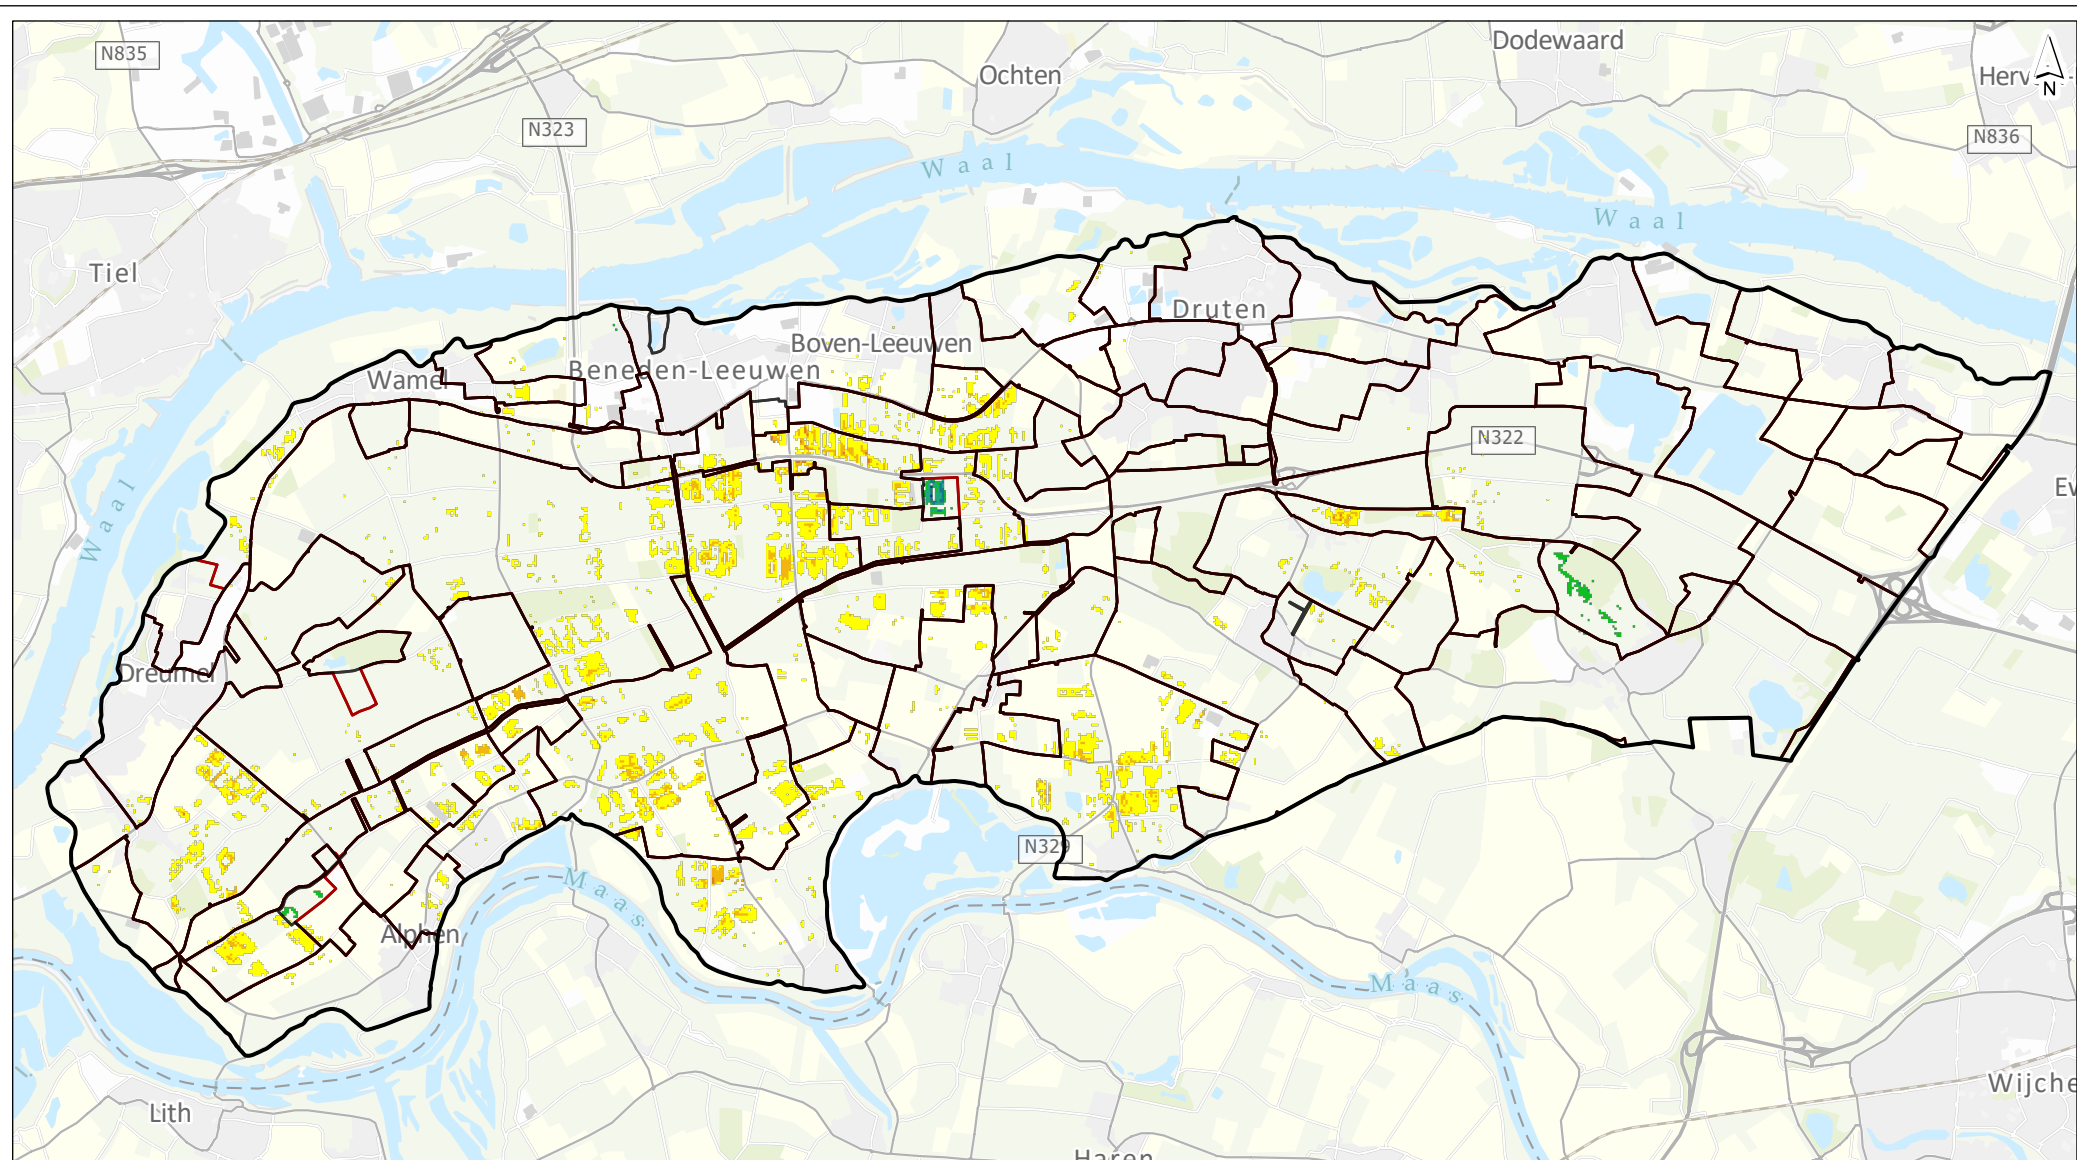 Dodewaard
N835
Ochten
N
N323
N836
Waal
Waal
Tiel
Druten
Boven-Leeuwen
Beneden-Leeuwen
Wamel
N322
Waal
Dreumel
N329
Maas
Alphen
Maas
Wijche
Lith
Haren